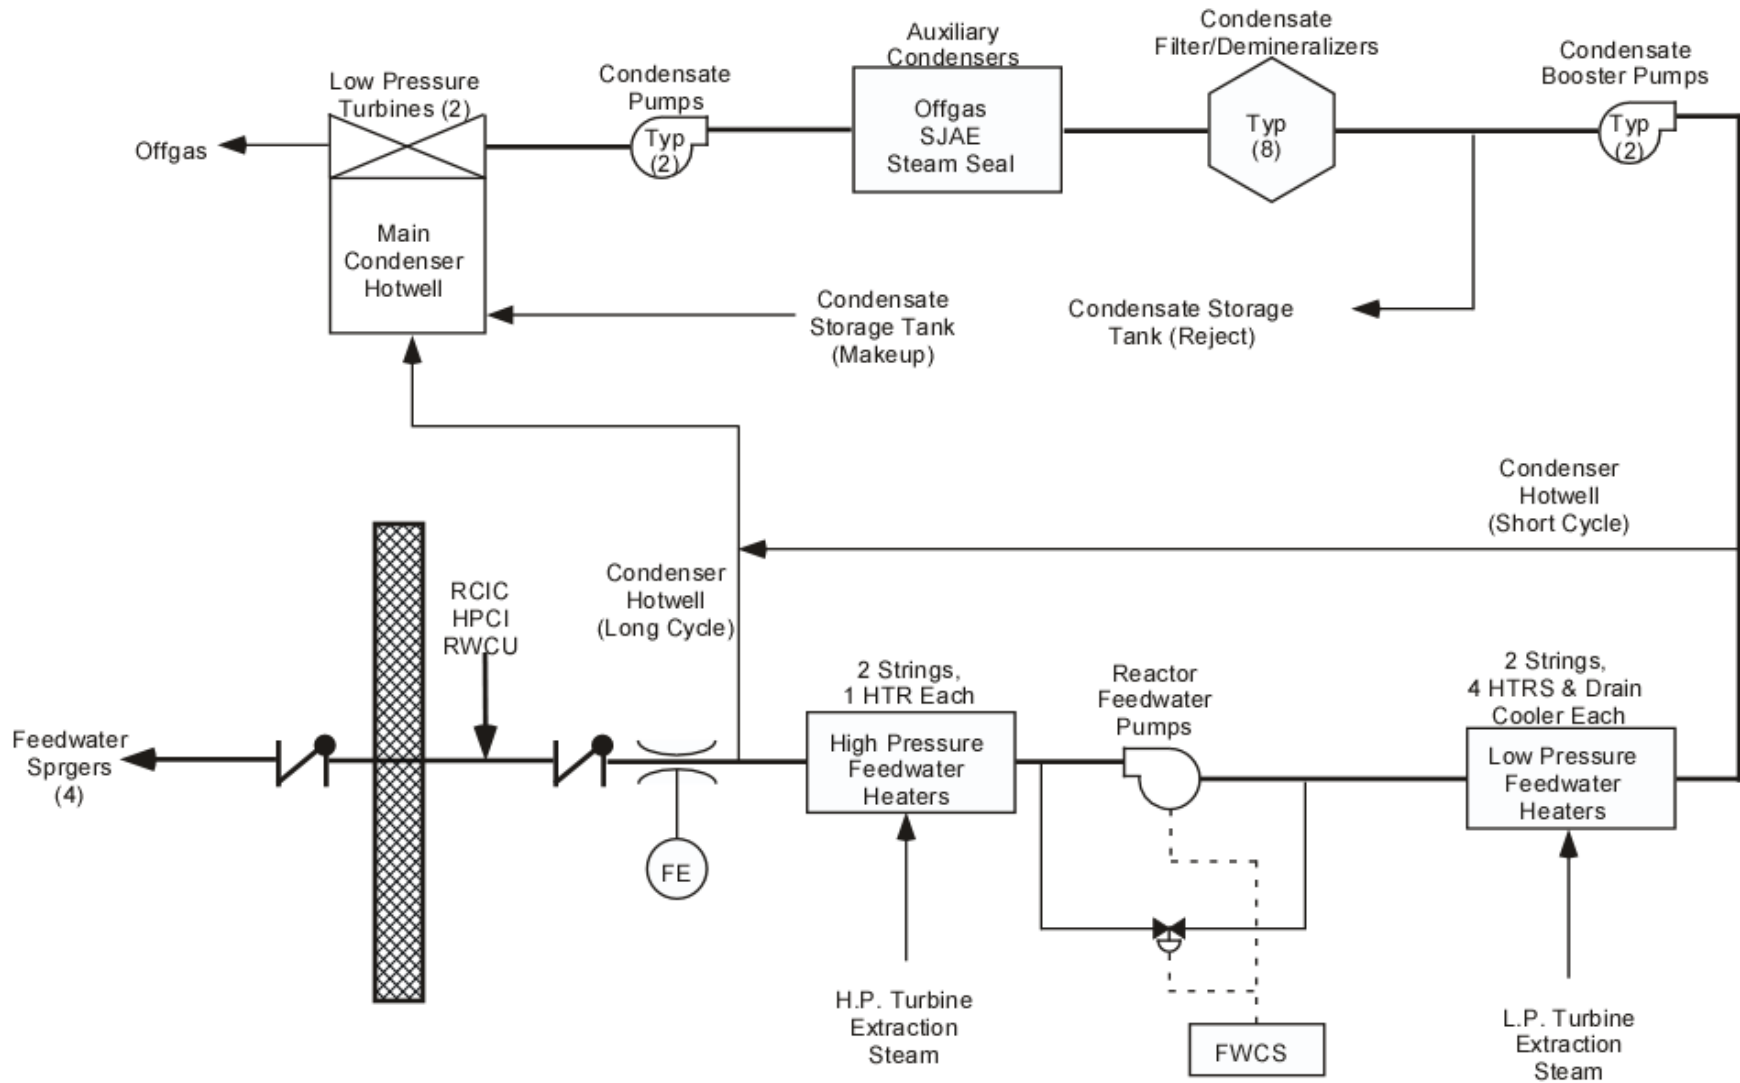 Low Pressure
Turbines (2)
Condensate
Pumps
Auxiliary
Condensers
Condensate
Filter/Demineralizers
Condensate
Booster Pumps
Offgas
Typ
(2)
Offgas
SJAE
Steam Seal
Typ
(8)
Typ
(2)
Main
Condenser
Hotwell
Condensate
Storage Tank
(Makeup)
Condensate Storage
Tank (Reject)
Condenser
Hotwell
(Short Cycle)
RCIC
HPCI
RWCU
Condenser
Hotwell
(Long Cycle)
2 Strings,
1 HTR Each
Reactor
Feedwater
Pumps
2 Strings,
4 HTRS & Drain
Cooler Each
Feedwater
Sprgers
(4)
High Pressure
Feedwater
Heaters
Low Pressure
Feedwater
Heaters
FE
H.P. Turbine
Extraction
Steam
FWCS
L.P. Turbine
Extraction
Steam